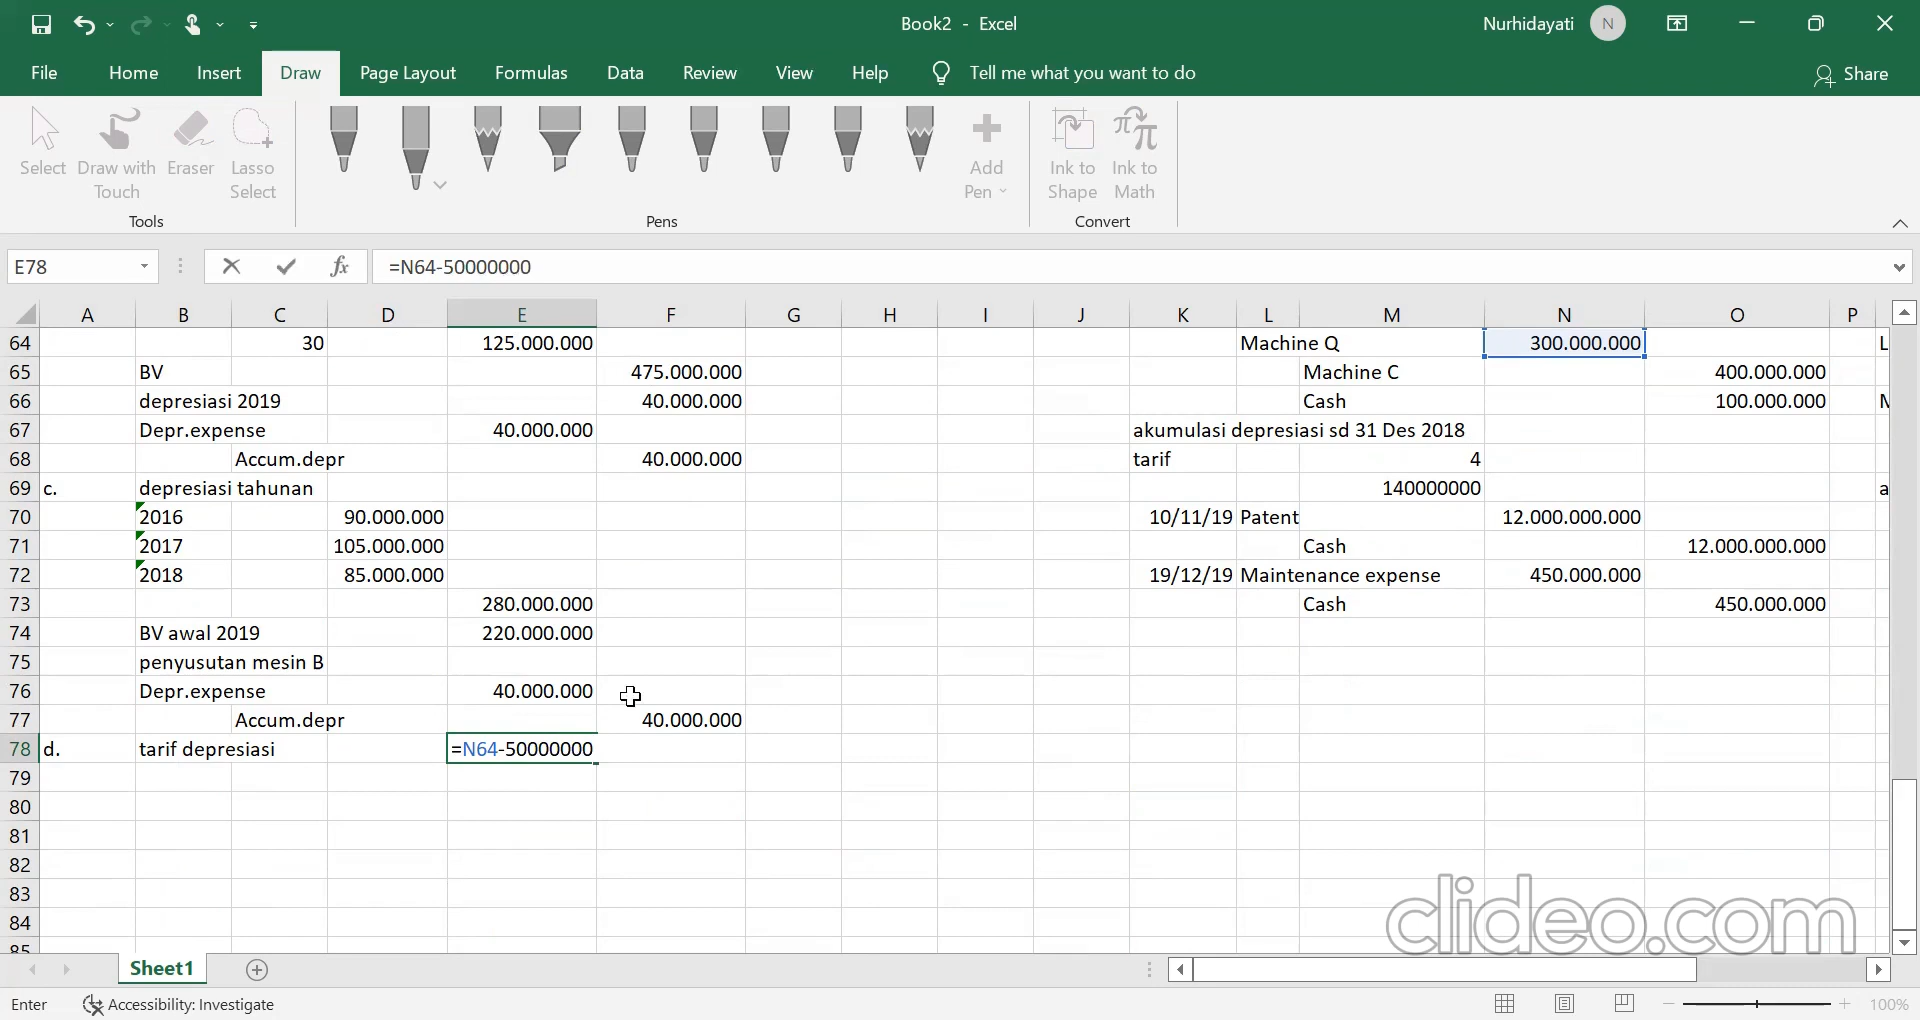 Book2 - Excel
Nurhidayati N
File Home Insert Draw Page Layout Formulas Data Review View Help Tell me what you want to do Share
Select Draw with Touch Eraser Lasso Select
Add Pen
Ink to Shape Ink to Math
Tools Pens Convert
E78 fx =N64-50000000
A B C D E F G H I J K L M N O P
64 30 125.000.000 Machine Q 300.000.000 L
65 BV 475.000.000 Machine C 400.000.000
66 depresiasi 2019 40.000.000 Cash 100.000.000
67 Depr.expense 40.000.000 akumulasi depresiasi sd 31 Des 2018
68 Accum.depr 40.000.000 tarif 4
69 c. depresiasi tahunan 140000000 a
70 2016 90.000.000 10/11/19 Patent 12.000.000.000
71 2017 105.000.000 Cash 12.000.000.000
72 2018 85.000.000 19/12/19 Maintenance expense 450.000.000
73 280.000.000 Cash 450.000.000
74 BV awal 2019 220.000.000
75 penyusutan mesin B
76 Depr.expense 40.000.000
77 Accum.depr 40.000.000
78 d. tarif depresiasi =N64-50000000
79
80
81
82
83
84
85
clideo.com
Sheet1
Enter Accessibility: Investigate 100%